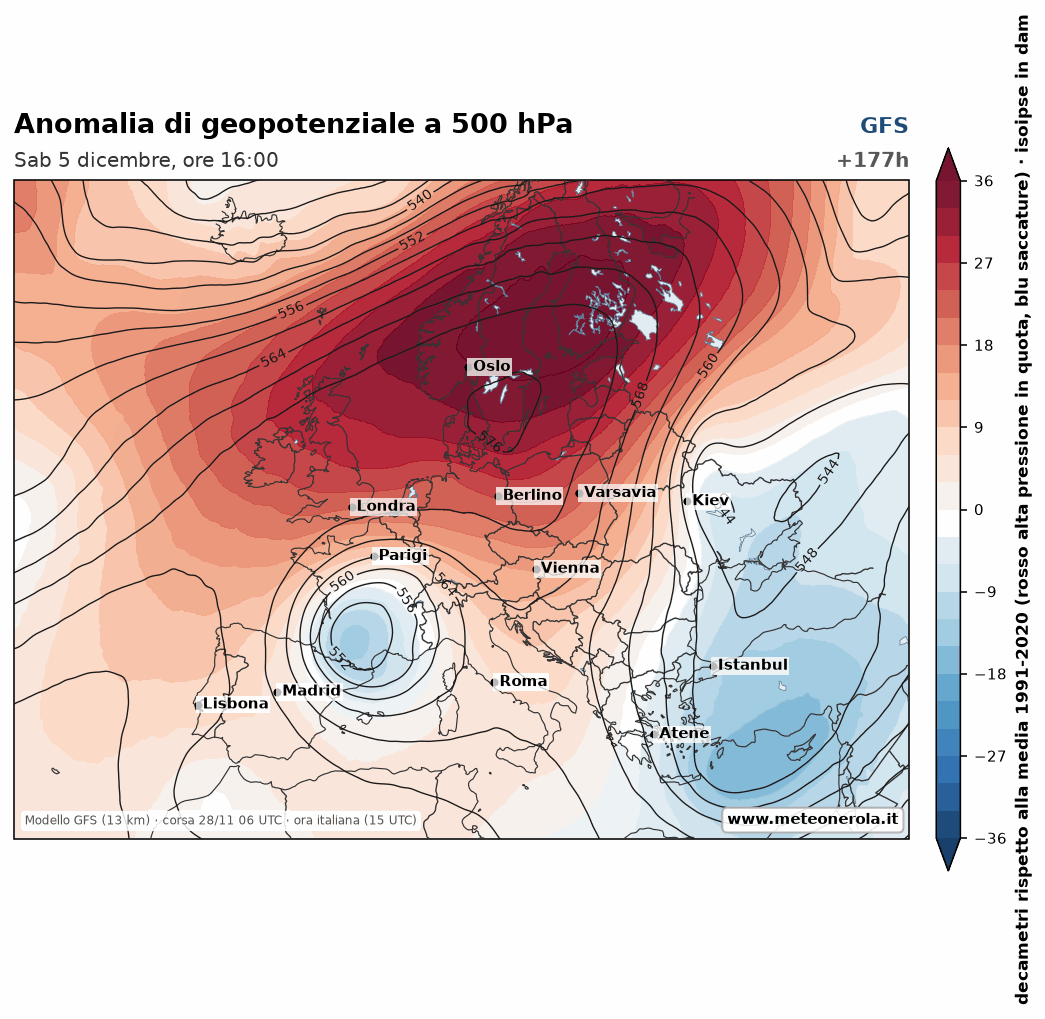 Anomalia di geopotenziale a 500 hPa
GFS
Sab 5 dicembre, ore 16:00
+177h
540
552
556
564
560
568
576
Oslo
Berlino
Varsavia
Kiev
544
44
Londra
548
Parigi
Vienna
560
564
556
552
Istanbul
Roma
Madrid
Lisbona
Atene
Modello GFS (13 km) · corsa 28/11 06 UTC · ora italiana (15 UTC)
www.meteonerola.it
36
27
18
9
0
−9
−18
−27
−36
decametri rispetto alla media 1991-2020 (rosso alta pressione in quota, blu saccature) · isoipse in dam